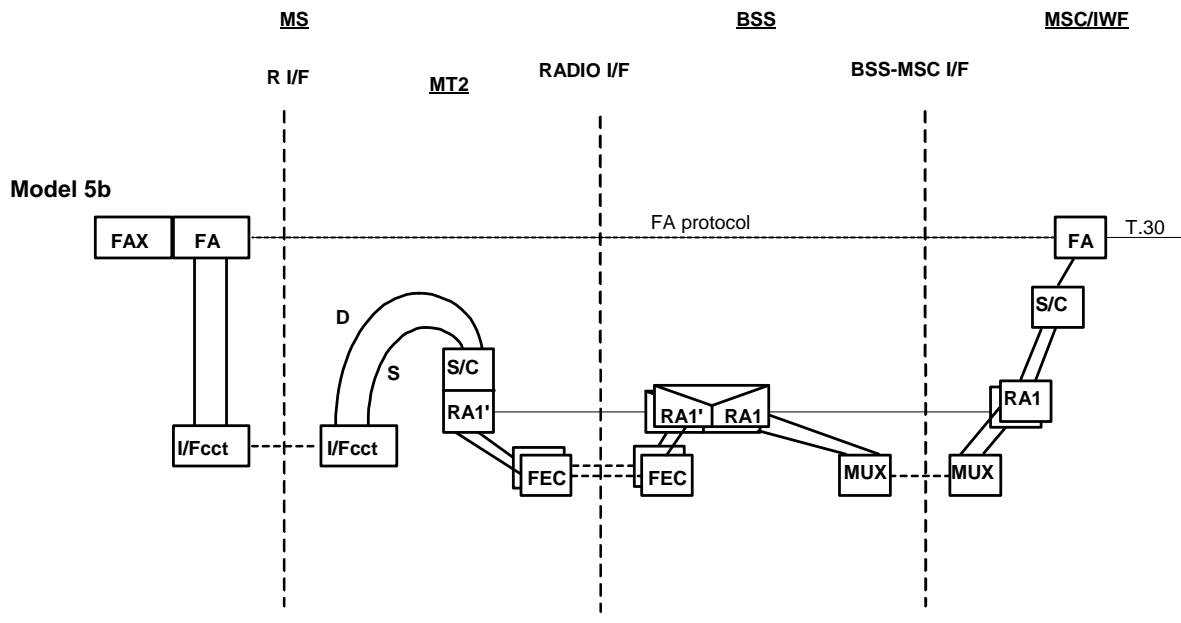 MS
BSS
MSC/IWF
R I/F
MT2
RADIO I/F
BSS-MSC I/F
Model 5b
FAX
FA
FA protocol
FA
T.30
S/C
D
S
S/C
RA1'
RA1'
RA1
RA1
I/Fcct
I/Fcct
FEC
FEC
MUX
MUX